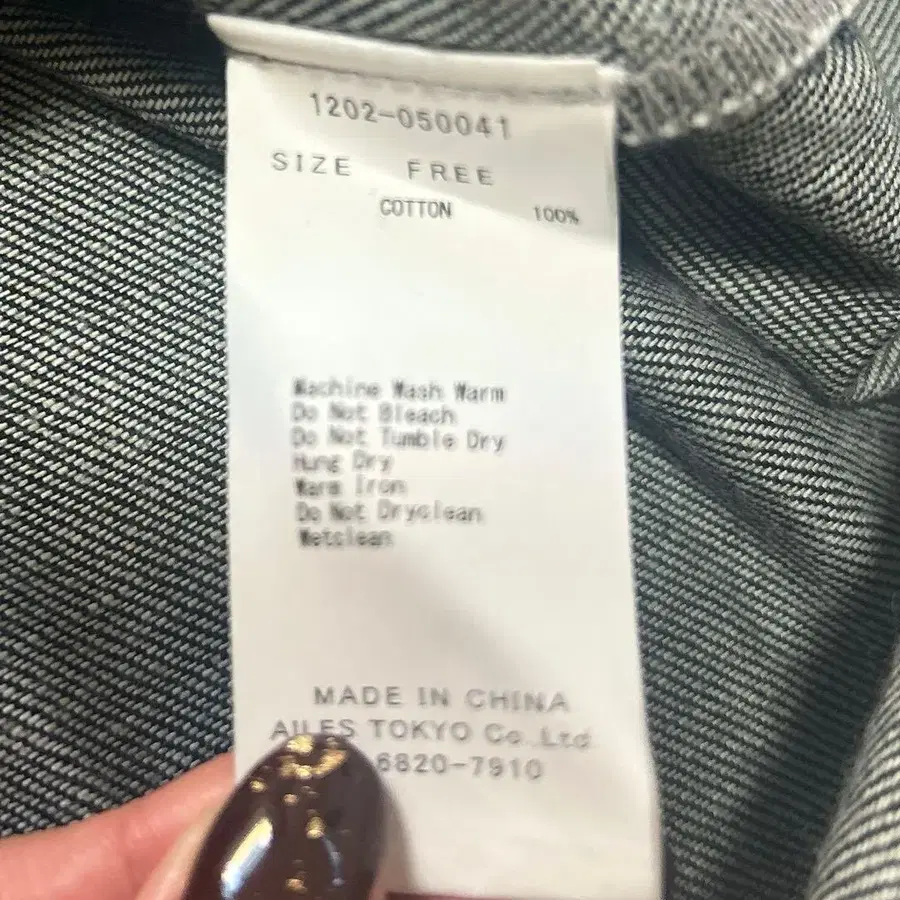 1202-050041
SIZE FREE
COTTON 100%
Machine Wash Warm
Do Not Bleach
Do Not Tumble Dry
Hung Dry
Warm Iron
Do Not Dryclean
Wetclean
MADE IN CHINA
AILES TOKYO Co.,Ltd.
6820-7910